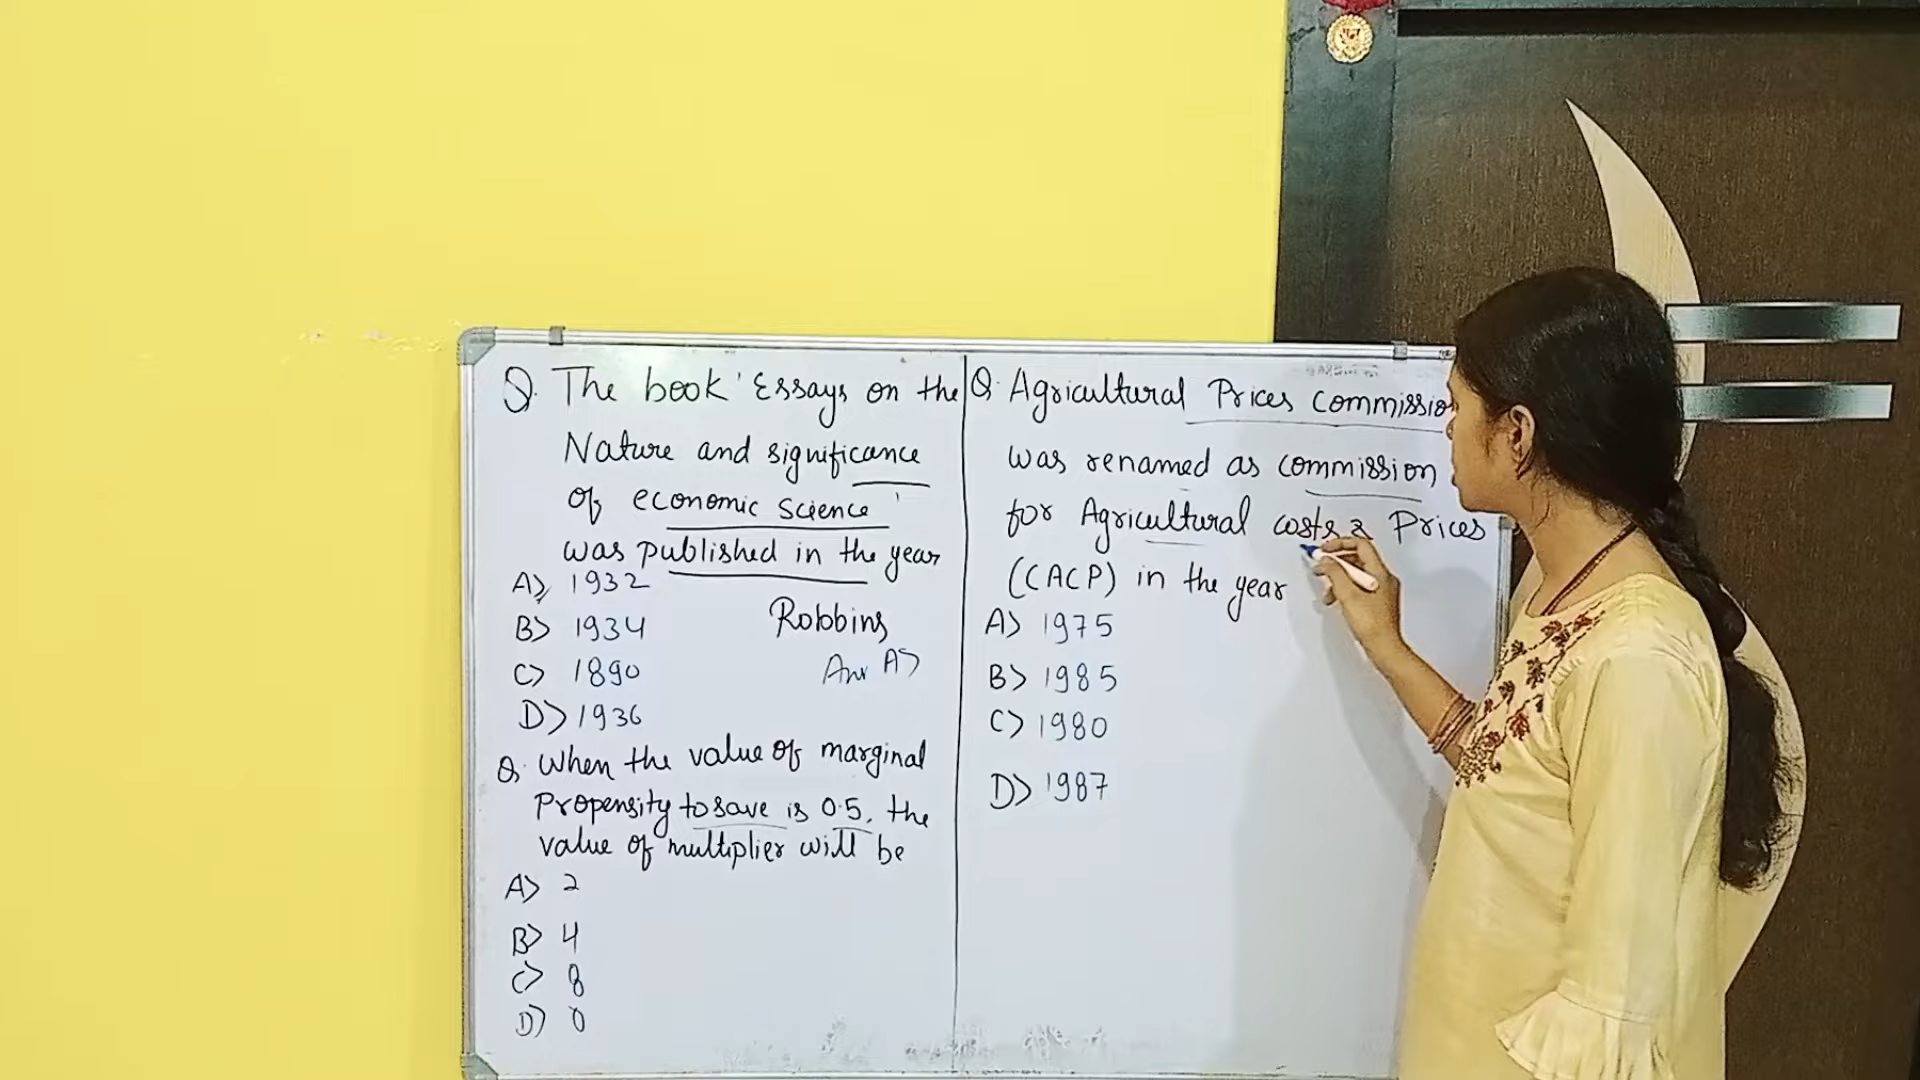 Q. The book 'Essays on the
Nature and significance
of economic science'
was published in the year
A> 1932
B> 1934
C> 1890
D> 1936
Robbins
Ans A>
Q. When the value of marginal
Propensity to save is 0.5, the
value of multiplier will be
A> 2
B> 4
C> 8
D> 0
Q. Agricultural Prices commissio
was renamed as commission
for Agricultural costs & Prices
(CACP) in the year
A> 1975
B> 1985
C> 1980
D> 1987